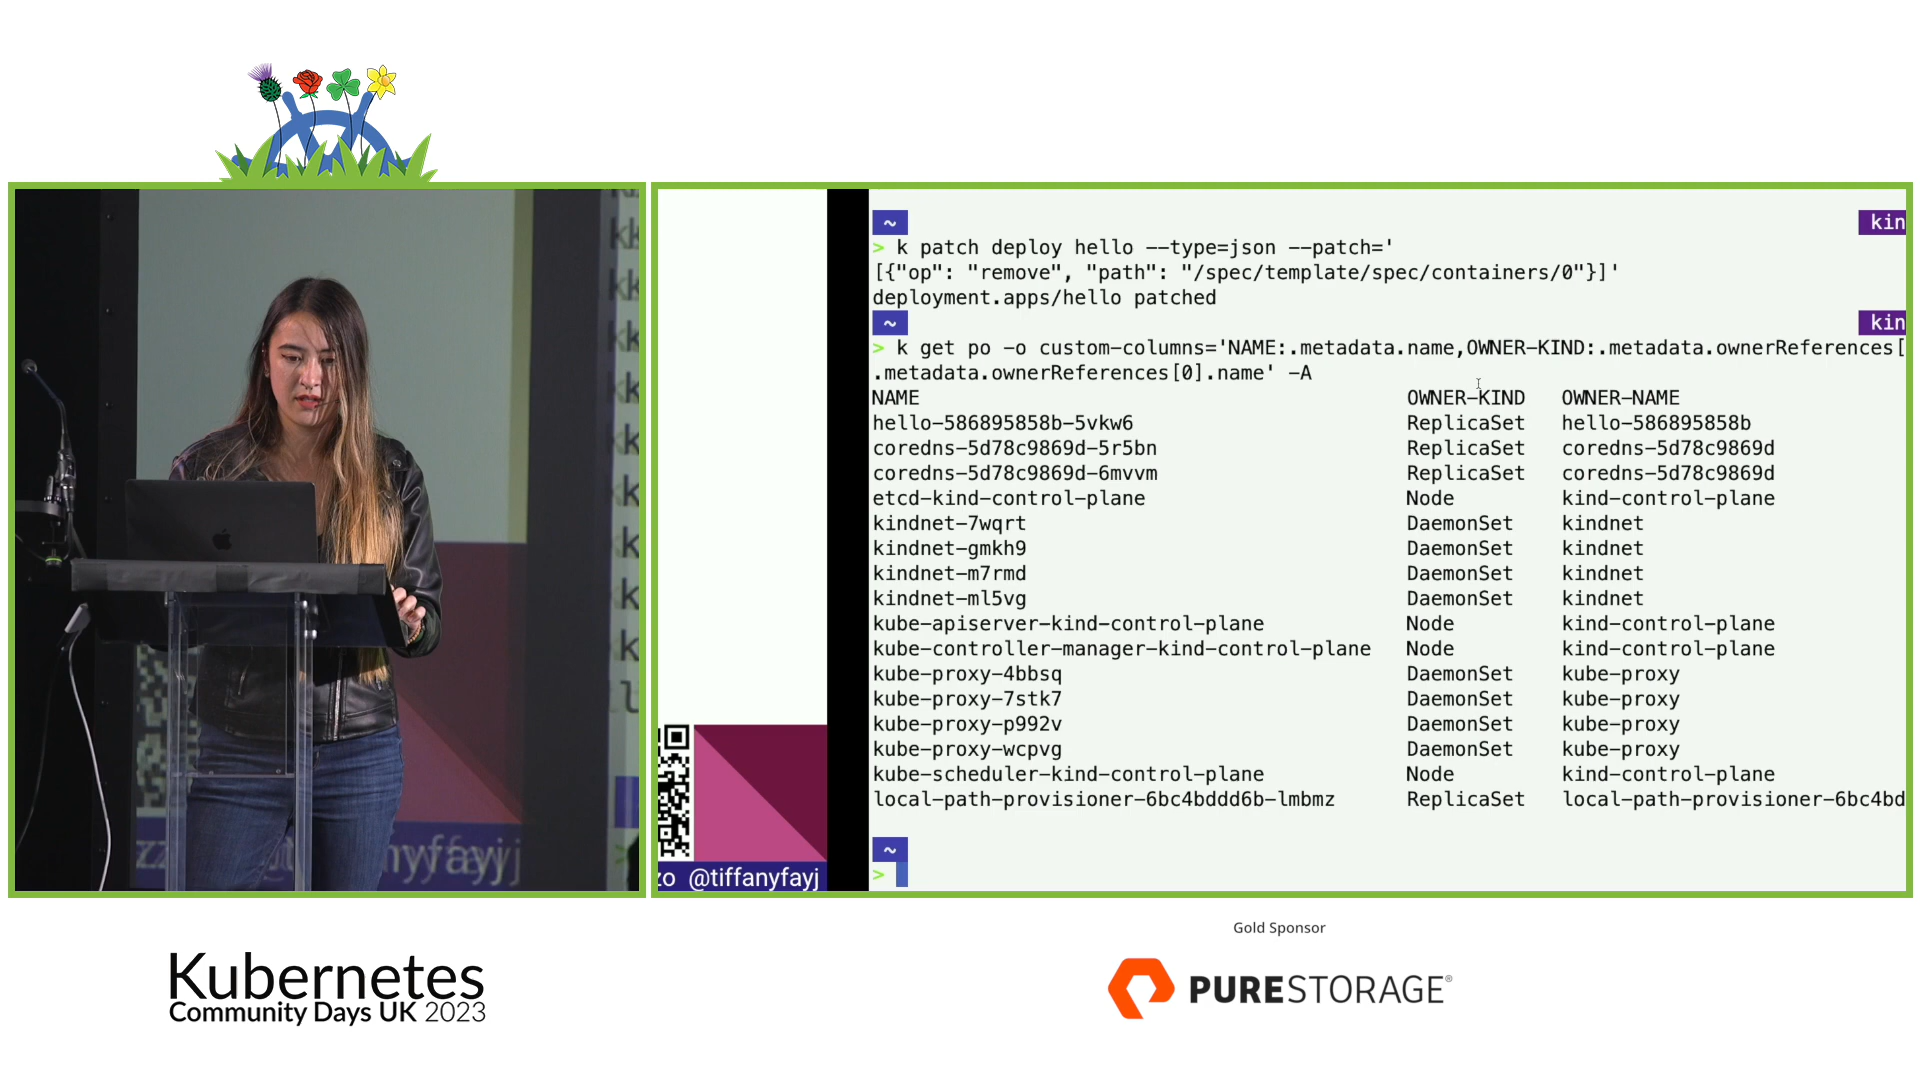 ~
kin
> k patch deploy hello --type=json --patch='
[{"op": "remove", "path": "/spec/template/spec/containers/0"}]'
deployment.apps/hello patched
~
kin
> k get po -o custom-columns='NAME:.metadata.name,OWNER-KIND:.metadata.ownerReferences[
.metadata.ownerReferences[0].name' -A
NAME OWNER-KIND OWNER-NAME
hello-586895858b-5vkw6 ReplicaSet hello-586895858b
coredns-5d78c9869d-5r5bn ReplicaSet coredns-5d78c9869d
coredns-5d78c9869d-6mvvm ReplicaSet coredns-5d78c9869d
etcd-kind-control-plane Node kind-control-plane
kindnet-7wqrt DaemonSet kindnet
kindnet-gmkh9 DaemonSet kindnet
kindnet-m7rmd DaemonSet kindnet
kindnet-ml5vg DaemonSet kindnet
kube-apiserver-kind-control-plane Node kind-control-plane
kube-controller-manager-kind-control-plane Node kind-control-plane
kube-proxy-4bbsq DaemonSet kube-proxy
kube-proxy-7stk7 DaemonSet kube-proxy
kube-proxy-p992v DaemonSet kube-proxy
kube-proxy-wcpvg DaemonSet kube-proxy
kube-scheduler-kind-control-plane Node kind-control-plane
local-path-provisioner-6bc4bddd6b-lmbmz ReplicaSet local-path-provisioner-6bc4bd
~
>
zo @tiffanyfayj
Gold Sponsor
PURESTORAGE®
Kubernetes
Community Days UK 2023